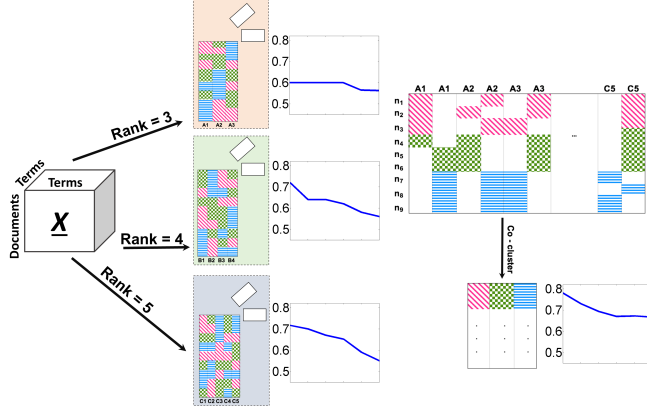 Documents
Terms
Terms
X
Rank = 3
Rank = 4
Rank = 5
A1 A2 A3
0.8
0.7
0.6
0.5
B1 B2 B3 B4
0.8
0.7
0.6
0.5
C1 C2 C3 C4 C5
0.8
0.7
0.6
0.5
A1 A1 A2 A2 A3 A3 C5 C5
n1
n2
n3
n4
n5
n6
n7
n8
n9
...
Co - cluster
0.8
0.7
0.6
0.5